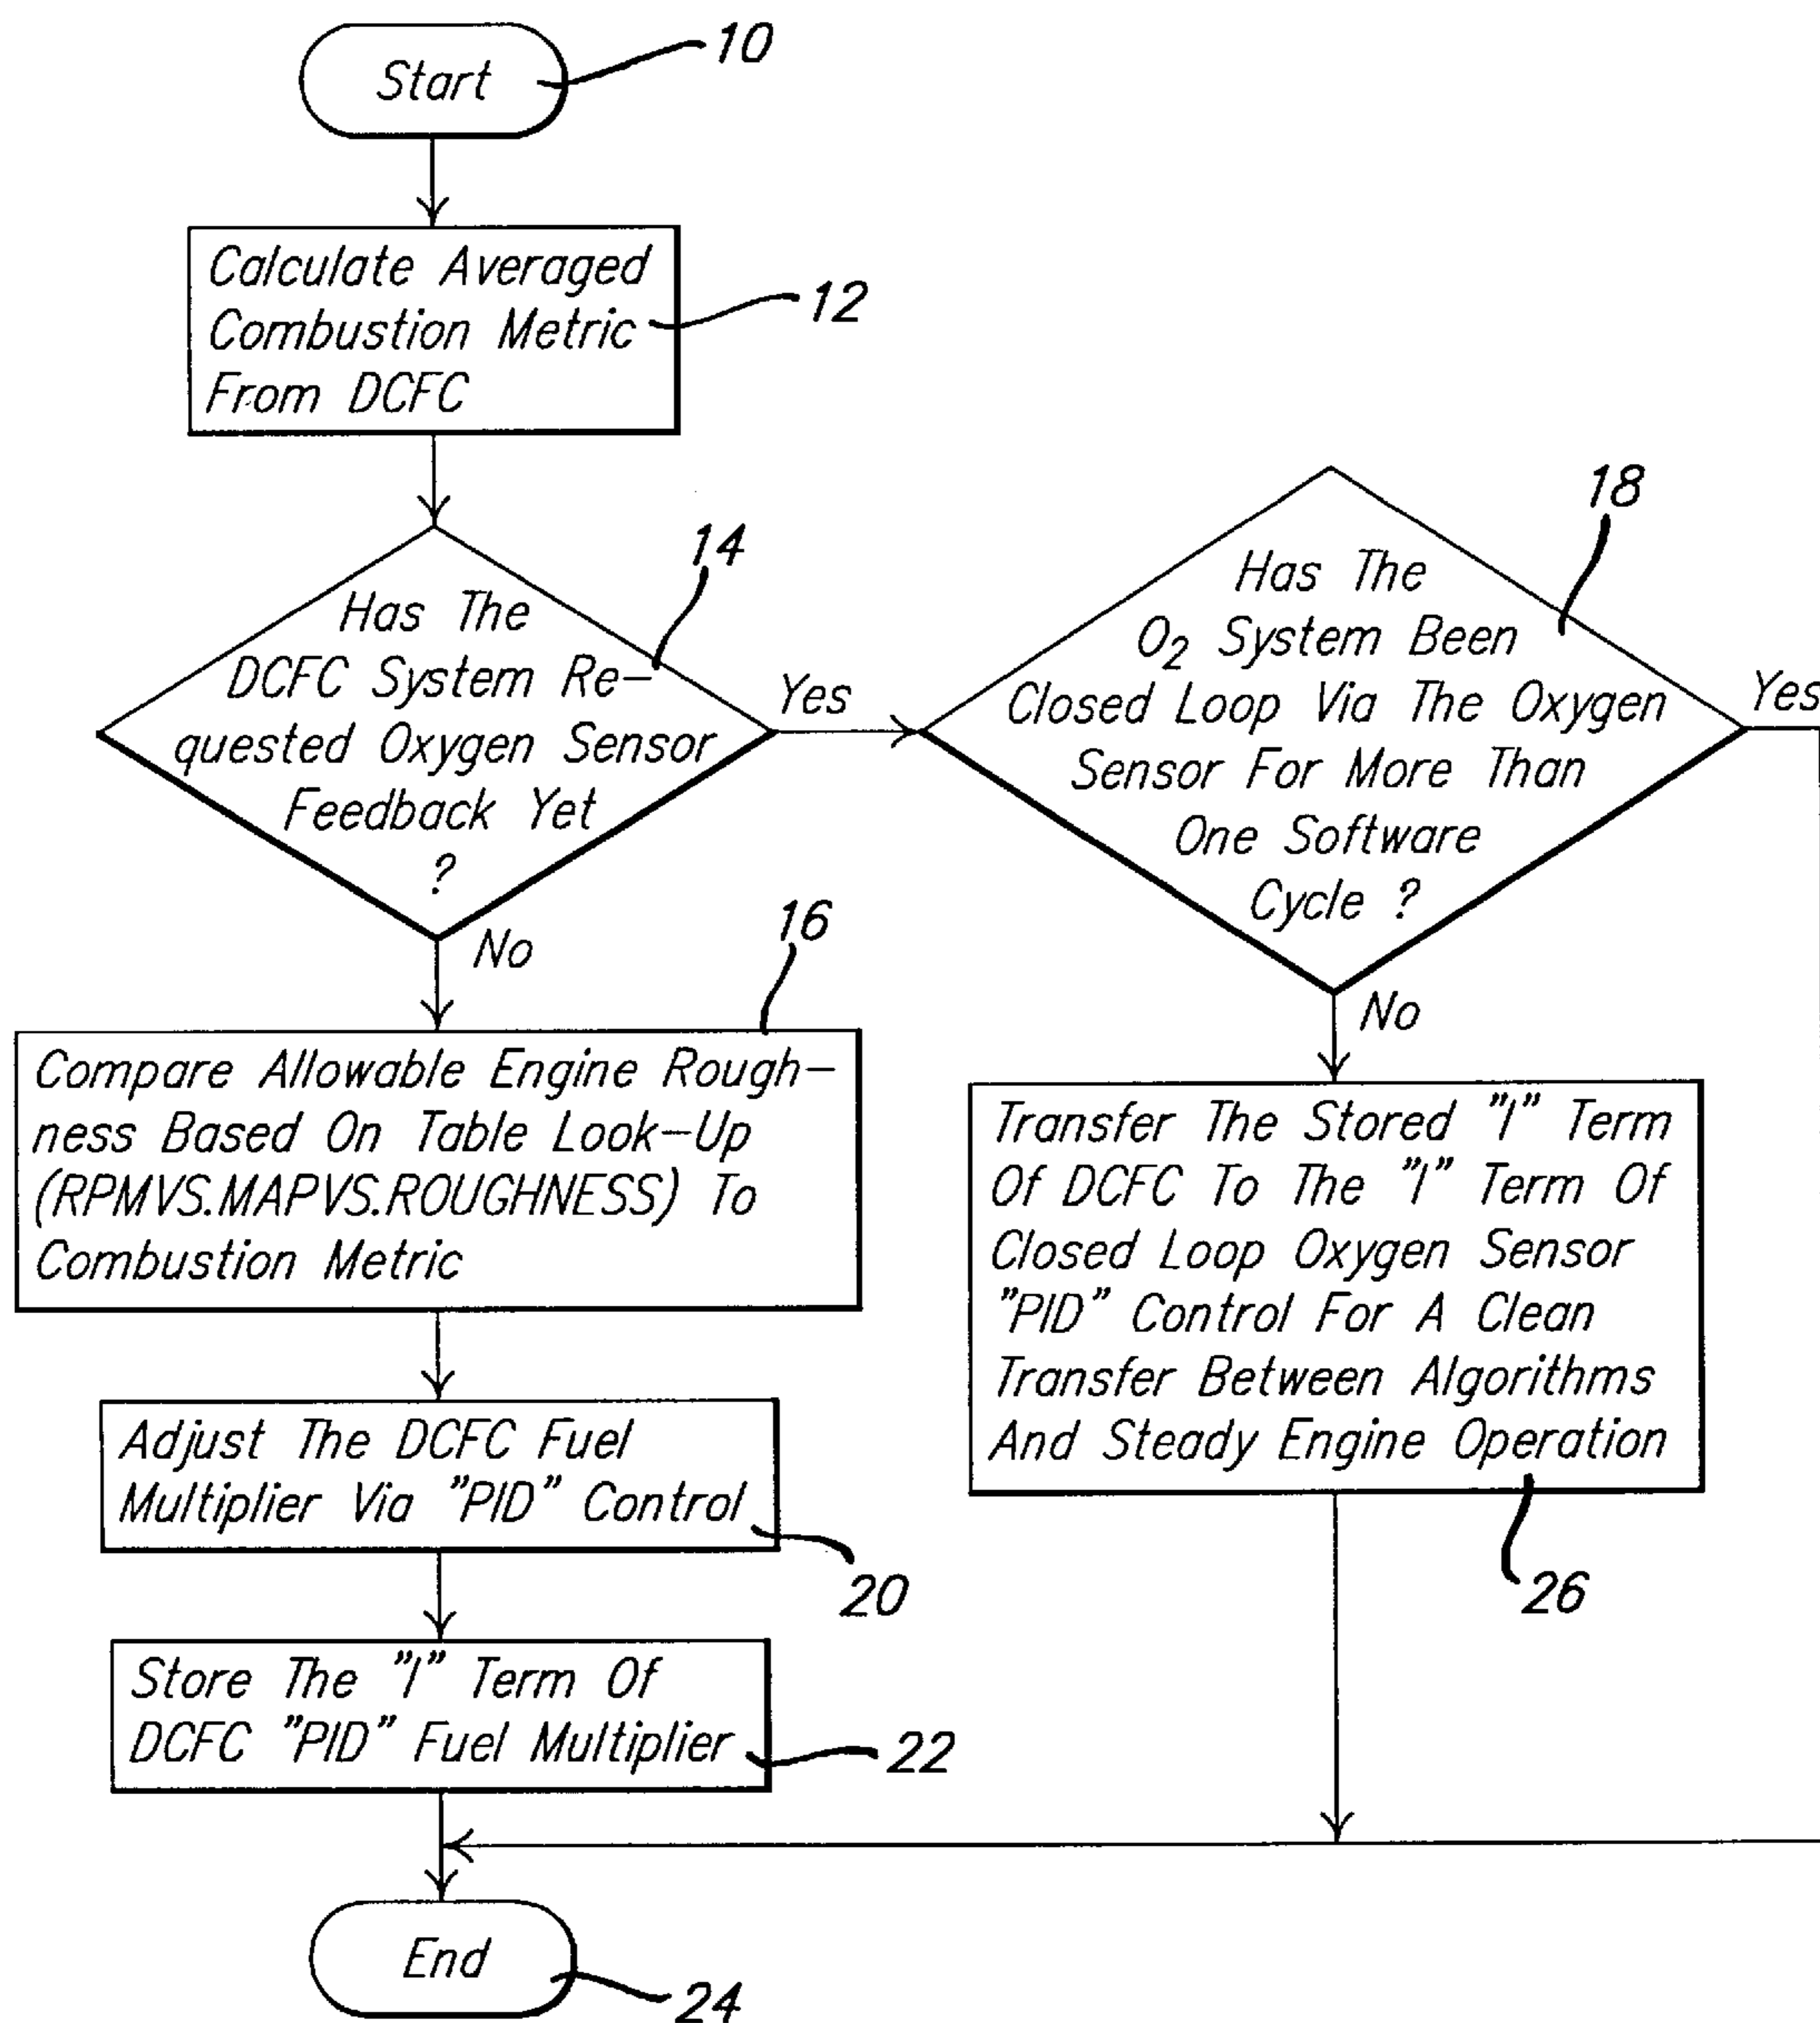 Start
10
Calculate Averaged
Combustion Metric
From DCFC
12
Has The
DCFC System Re-
quested Oxygen Sensor
Feedback Yet
?
14
Yes
No
Has The
O₂ System Been
Closed Loop Via The Oxygen
Sensor For More Than
One Software
Cycle ?
18
Yes
No
16
Compare Allowable Engine Rough-
ness Based On Table Look-Up
(RPMVS.MAPVS.ROUGHNESS) To
Combustion Metric
Transfer The Stored "I" Term
Of DCFC To The "I" Term Of
Closed Loop Oxygen Sensor
"PID" Control For A Clean
Transfer Between Algorithms
And Steady Engine Operation
26
Adjust The DCFC Fuel
Multiplier Via "PID" Control
20
Store The "I" Term Of
DCFC "PID" Fuel Multiplier
22
End
24